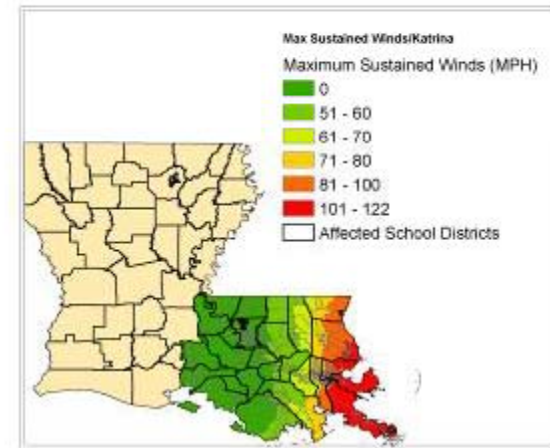 Max Sustained Winds/Katrina
Maximum Sustained Winds (MPH)
0
51 - 60
61 - 70
71 - 80
81 - 100
101 - 122
Affected School Districts